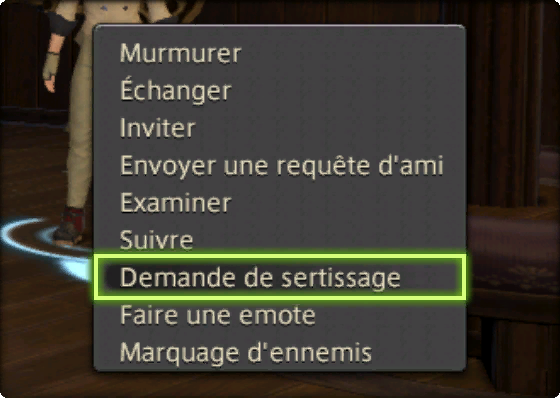 Murmurer
Échanger
Inviter
Envoyer une requête d'ami
Examiner
Suivre
Demande de sertissage
Faire une emote
Marquage d'ennemis